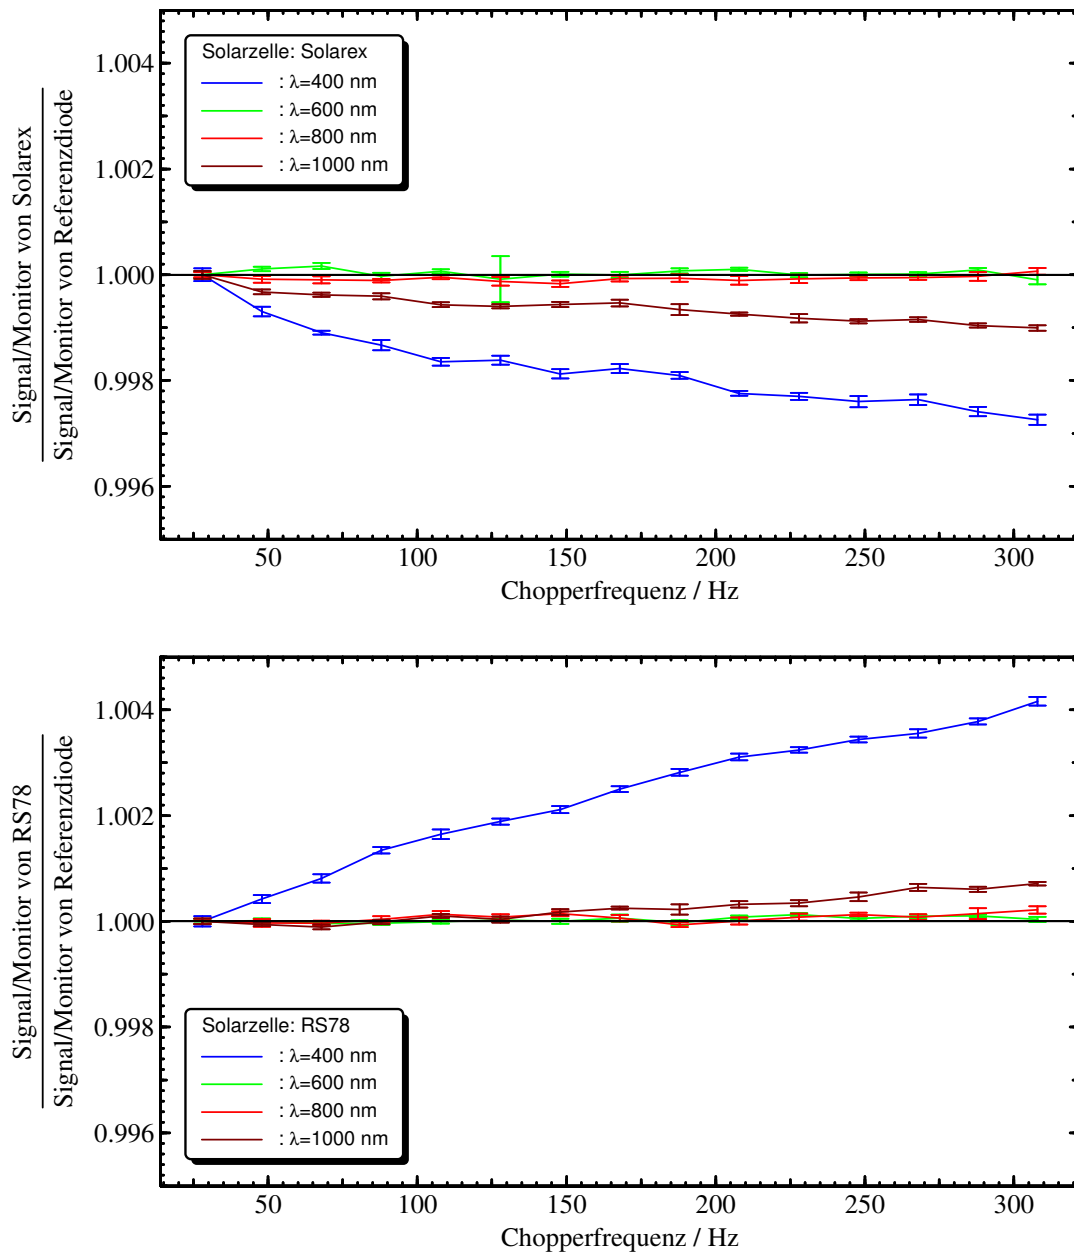 Signal/Monitor von Solarex
Signal/Monitor von Referenzdiode
1.004
1.002
1.000
0.998
0.996
Solarzelle: Solarex
: λ=400 nm
: λ=600 nm
: λ=800 nm
: λ=1000 nm
50 100 150 200 250 300
Chopperfrequenz / Hz
Signal/Monitor von RS78
Signal/Monitor von Referenzdiode
1.004
1.002
1.000
0.998
0.996
Solarzelle: RS78
: λ=400 nm
: λ=600 nm
: λ=800 nm
: λ=1000 nm
50 100 150 200 250 300
Chopperfrequenz / Hz